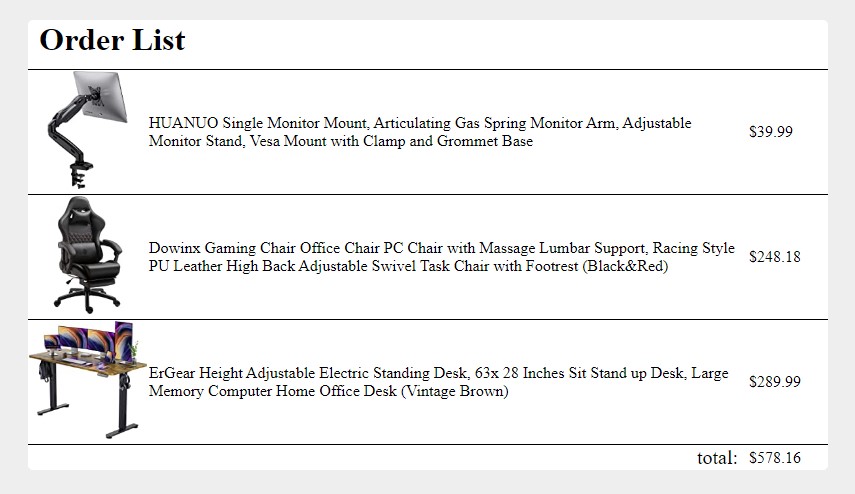 Order List
HUANUO Single Monitor Mount, Articulating Gas Spring Monitor Arm, Adjustable
Monitor Stand, Vesa Mount with Clamp and Grommet Base
$39.99
Dowinx Gaming Chair Office Chair PC Chair with Massage Lumbar Support, Racing Style
PU Leather High Back Adjustable Swivel Task Chair with Footrest (Black&Red)
$248.18
ErGear Height Adjustable Electric Standing Desk, 63x 28 Inches Sit Stand up Desk, Large
Memory Computer Home Office Desk (Vintage Brown)
$289.99
total: $578.16